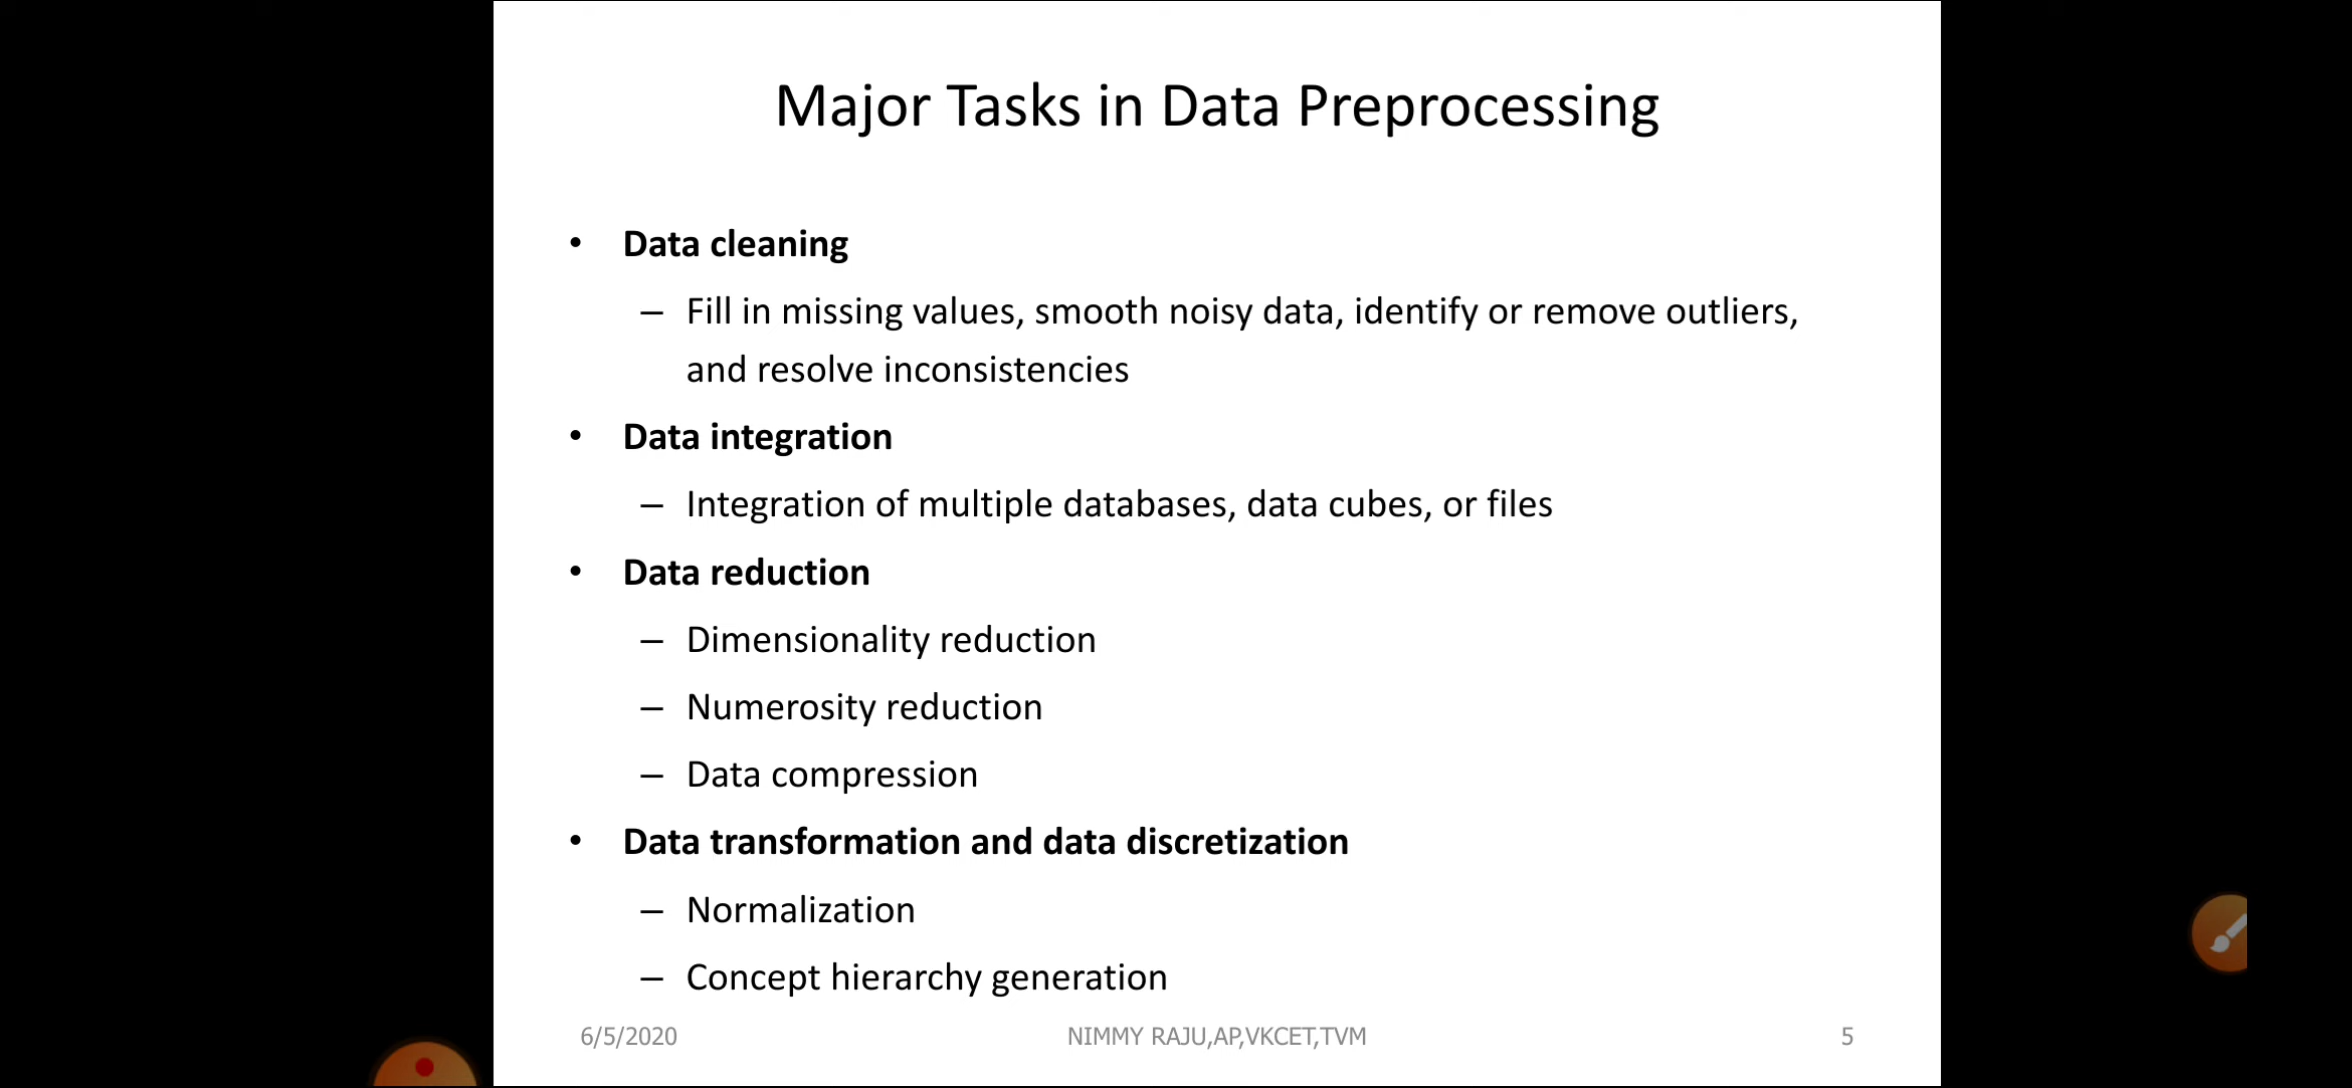 Major Tasks in Data Preprocessing
• Data cleaning
– Fill in missing values, smooth noisy data, identify or remove outliers,
and resolve inconsistencies
• Data integration
– Integration of multiple databases, data cubes, or files
• Data reduction
– Dimensionality reduction
– Numerosity reduction
– Data compression
• Data transformation and data discretization
– Normalization
– Concept hierarchy generation
6/5/2020 NIMMY RAJU,AP,VKCET,TVM 5